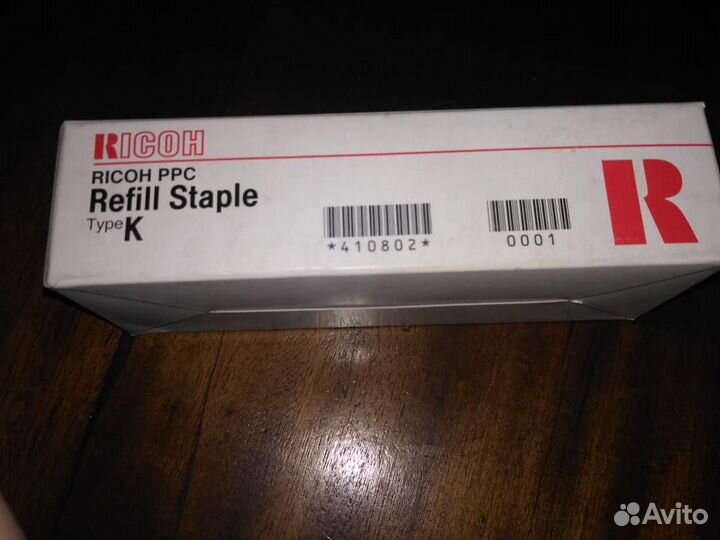 RICOH
RICOH PPC
Refill Staple
Type K
*410802*
0001
R
Avito